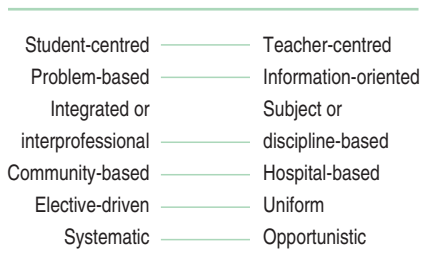 Student-centred Teacher-centred
Problem-based Information-oriented
Integrated or Subject or
interprofessional discipline-based
Community-based Hospital-based
Elective-driven Uniform
Systematic Opportunistic